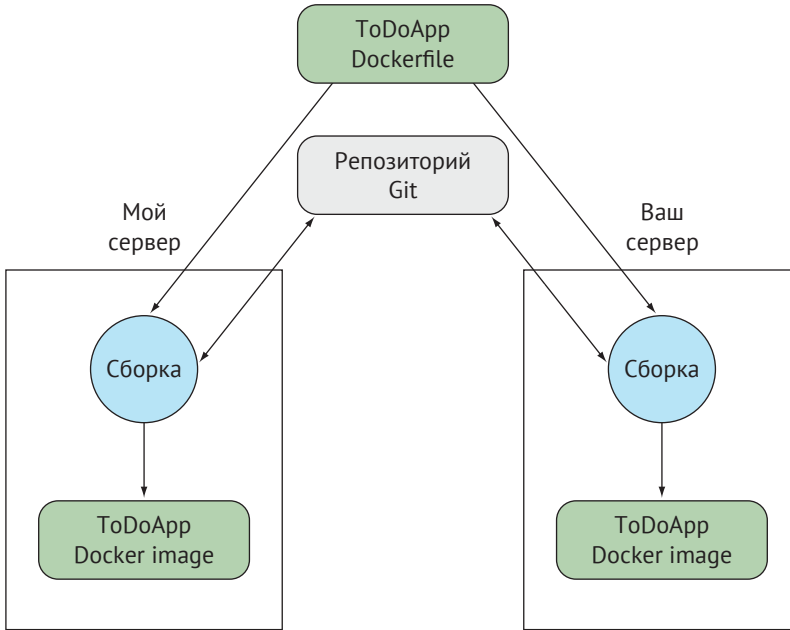 ToDoApp
Dockerfile
Репозиторий
Git
Мой
сервер
Ваш
сервер
Сборка
Сборка
ToDoApp
Docker image
ToDoApp
Docker image